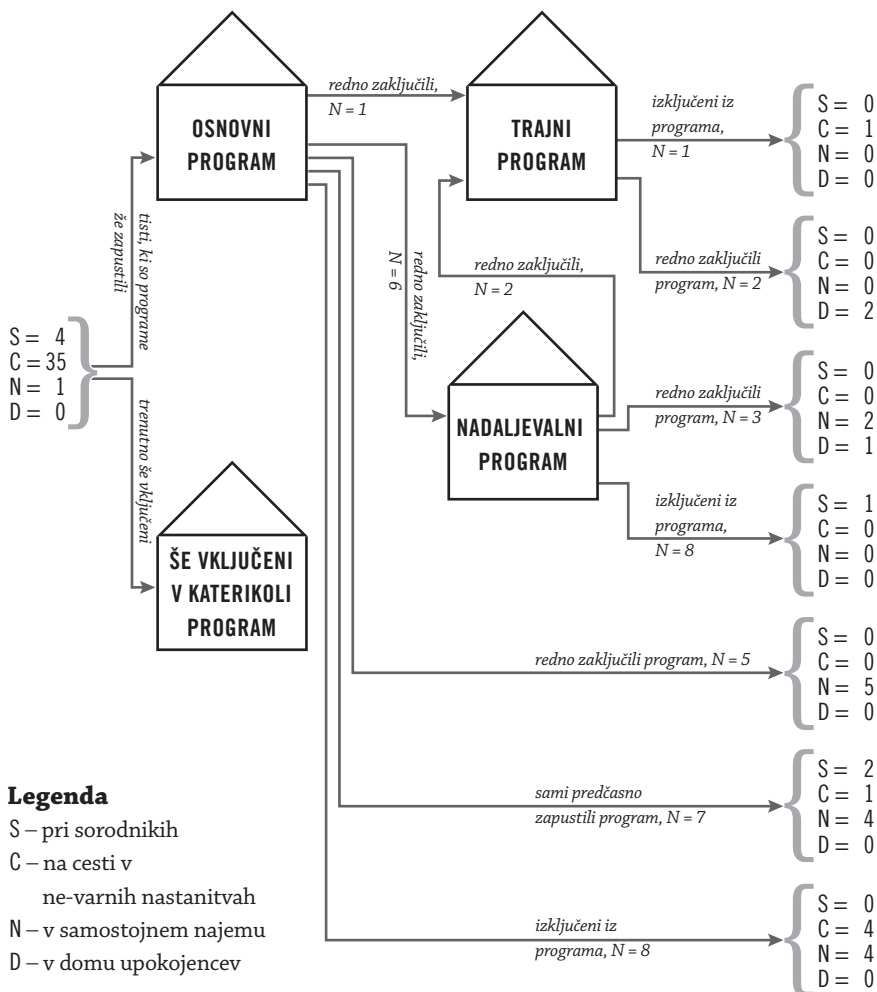 OSNOVNI
PROGRAM
redno zaključili,
N = 1
TRAJNI
PROGRAM
izključeni iz
programa,
N = 1
S = 0
C = 1
N = 0
D = 0
tisti, ki so programe
že zapustili
redno zaključili,
N = 6
redno zaključili,
N = 2
redno zaključili
program, N = 2
S = 0
C = 0
N = 0
D = 2
S = 4
C = 35
N = 1
D = 0
trenutno še vključeni
NADALJEVALNI
PROGRAM
redno zaključili
program, N = 3
S = 0
C = 0
N = 2
D = 1
izključeni iz
programa,
N = 8
S = 1
C = 0
N = 0
D = 0
ŠE VKLJUČENI
V KATERIKOLI
PROGRAM
redno zaključili program, N = 5
S = 0
C = 0
N = 5
D = 0
sami predčasno
zapustili program, N = 7
S = 2
C = 1
N = 4
D = 0
izključeni iz
programa, N = 8
S = 0
C = 4
N = 4
D = 0
Legenda
S – pri sorodnikih
C – na cesti v
ne-varnih nastanitvah
N – v samostojnem najemu
D – v domu upokojencev